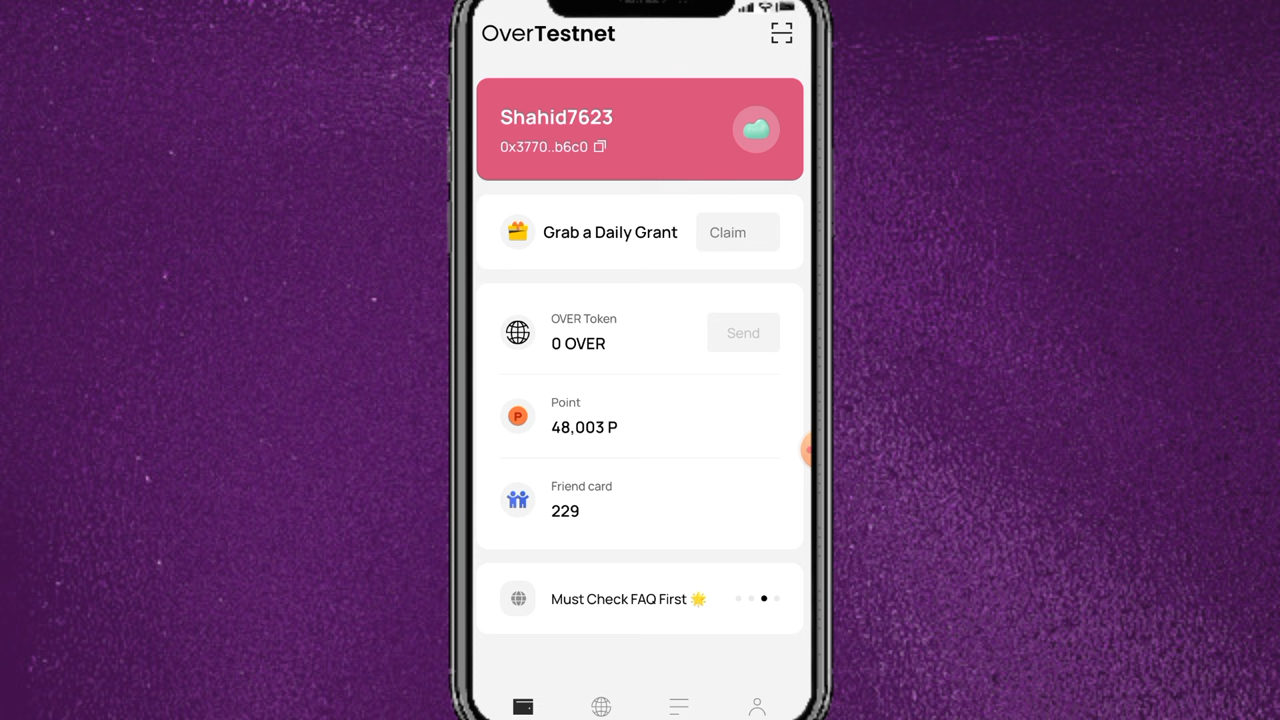 OverTestnet
Shahid7623
0x3770..b6c0
Grab a Daily Grant
Claim
OVER Token
0 OVER
Send
P
Point
48,003 P
Friend card
229
Must Check FAQ First 🌟